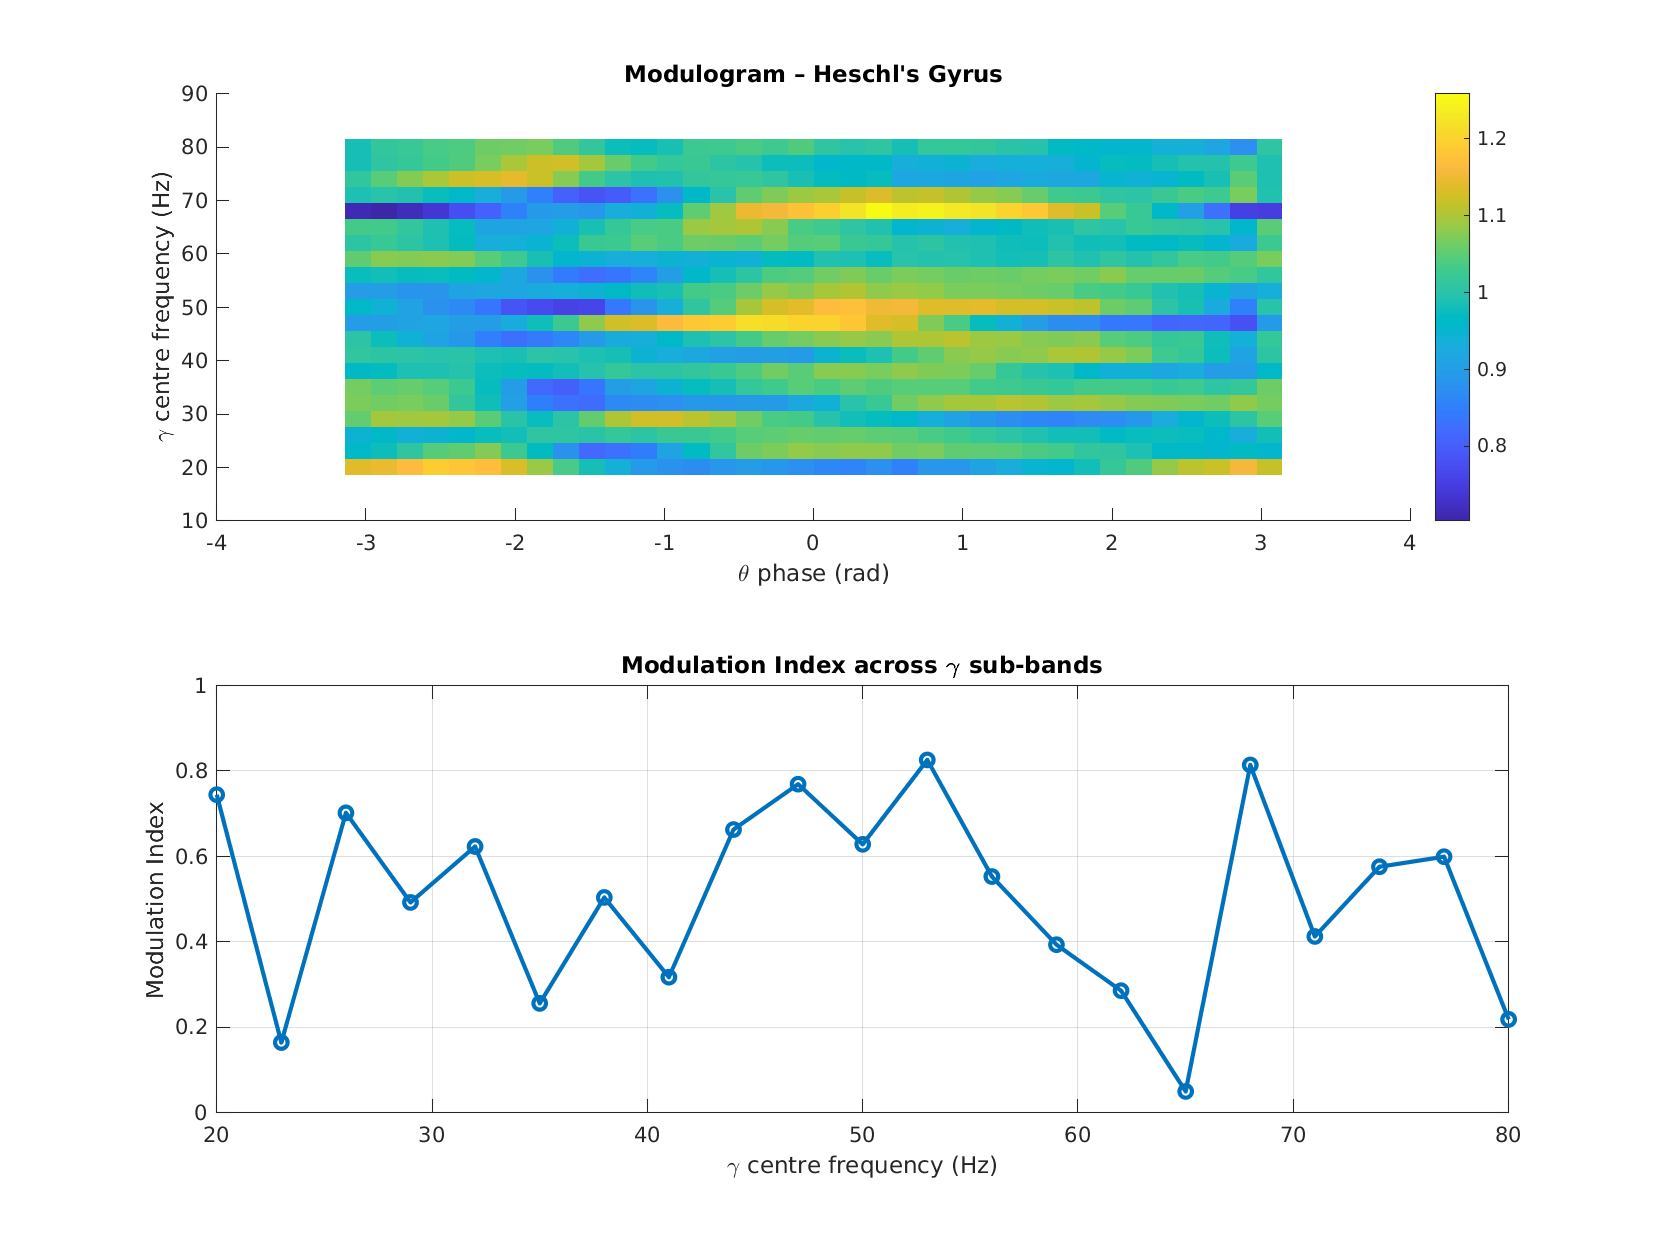 Modulogram – Heschl's Gyrus
90
80
70
60
50
40
30
20
10
γ centre frequency (Hz)
-4 -3 -2 -1 0 1 2 3 4
θ phase (rad)
1.2
1.1
1
0.9
0.8
Modulation Index across γ sub-bands
1
0.8
0.6
0.4
0.2
0
Modulation Index
20 30 40 50 60 70 80
γ centre frequency (Hz)